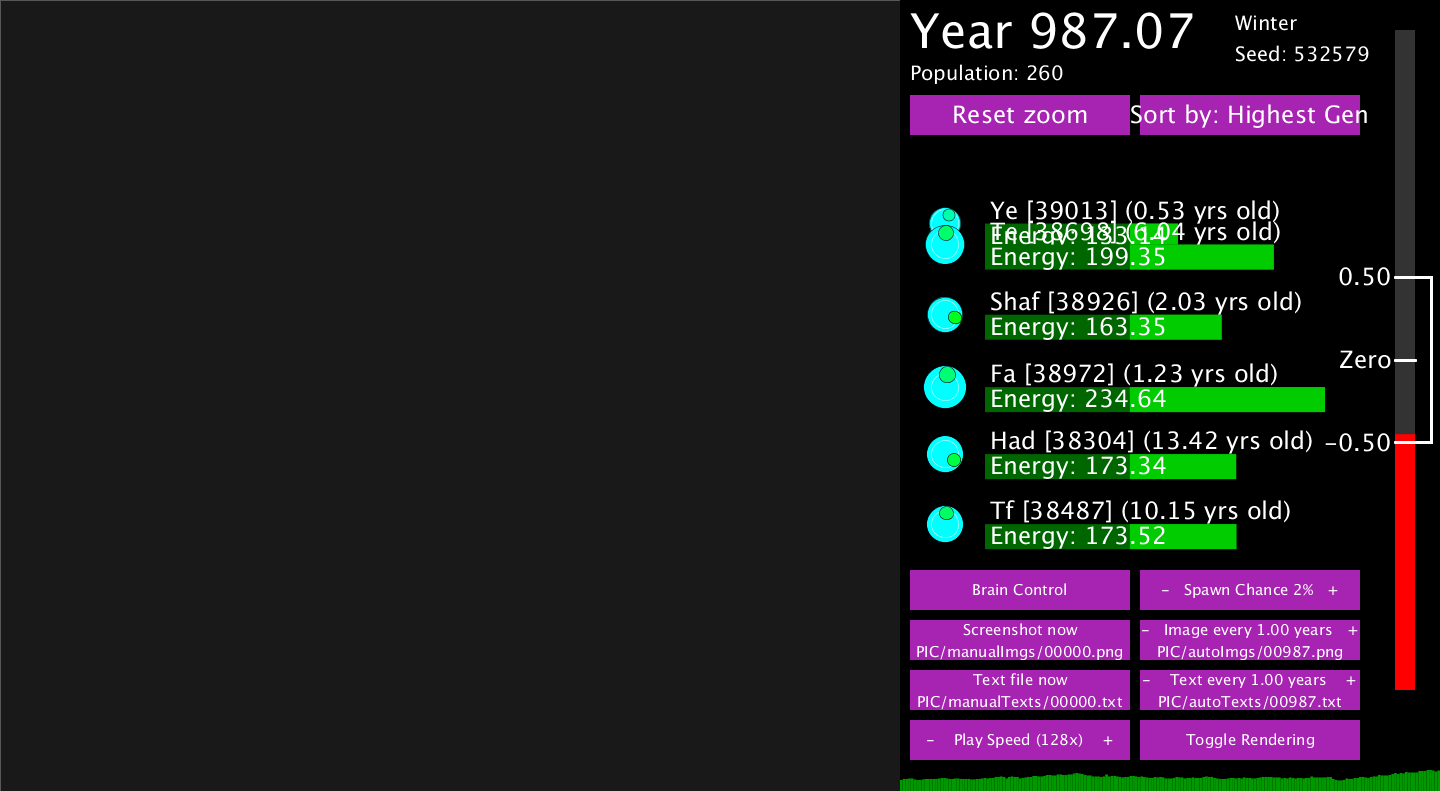 Year 987.07
Winter
Seed: 532579
Population: 260
Reset zoom
Sort by: Highest Gen
Ye [39013] (0.53 yrs old)
Energy: 133.14
Te [38698] (6.04 yrs old)
Energy: 199.35
0.50
Shaf [38926] (2.03 yrs old)
Energy: 163.35
Zero
Fa [38972] (1.23 yrs old)
Energy: 234.64
Had [38304] (13.42 yrs old)
−0.50
Energy: 173.34
Tf [38487] (10.15 yrs old)
Energy: 173.52
Brain Control
- Spawn Chance 2% +
Screenshot now
PIC/manualImgs/00000.png
- Image every 1.00 years +
PIC/autoImgs/00987.png
Text file now
PIC/manualTexts/00000.txt
- Text every 1.00 years +
PIC/autoTexts/00987.txt
- Play Speed (128x) +
Toggle Rendering